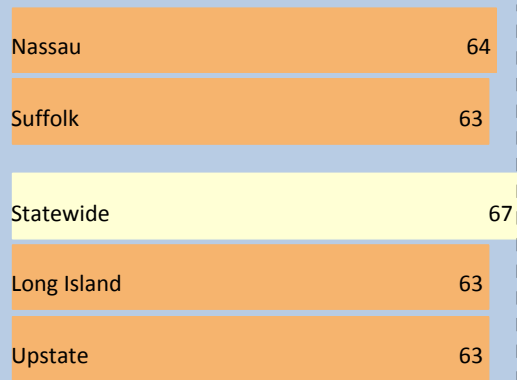 Nassau 64
Suffolk 63
Statewide 67
Long Island 63
Upstate 63